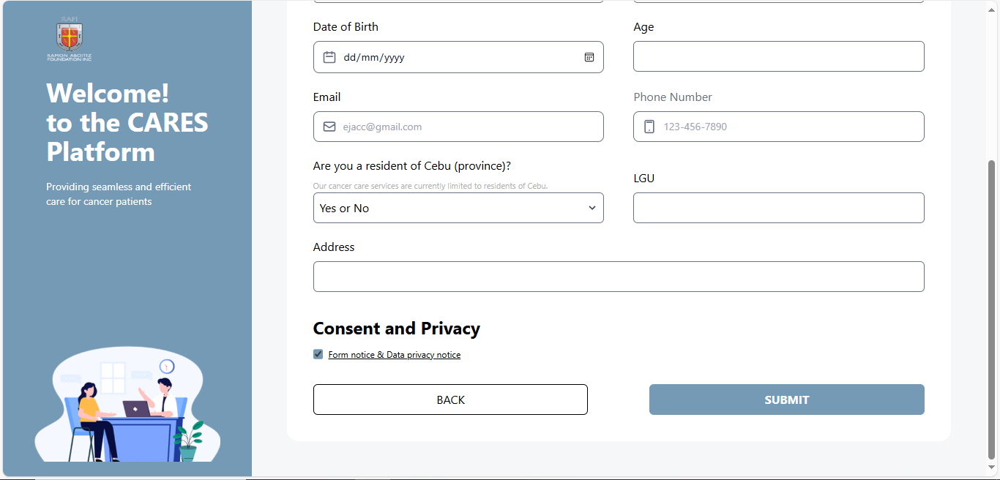 RAFI
RAMON ABOITIZ
FOUNDATION INC
Welcome!
to the CARES
Platform
Providing seamless and efficient
care for cancer patients
Date of Birth
Age
dd/mm/yyyy
Email
Phone Number
ejacc@gmail.com
123-456-7890
Are you a resident of Cebu (province)?
LGU
Our cancer care services are currently limited to residents of Cebu.
Yes or No
Address
Consent and Privacy
Form notice & Data privacy notice
BACK
SUBMIT